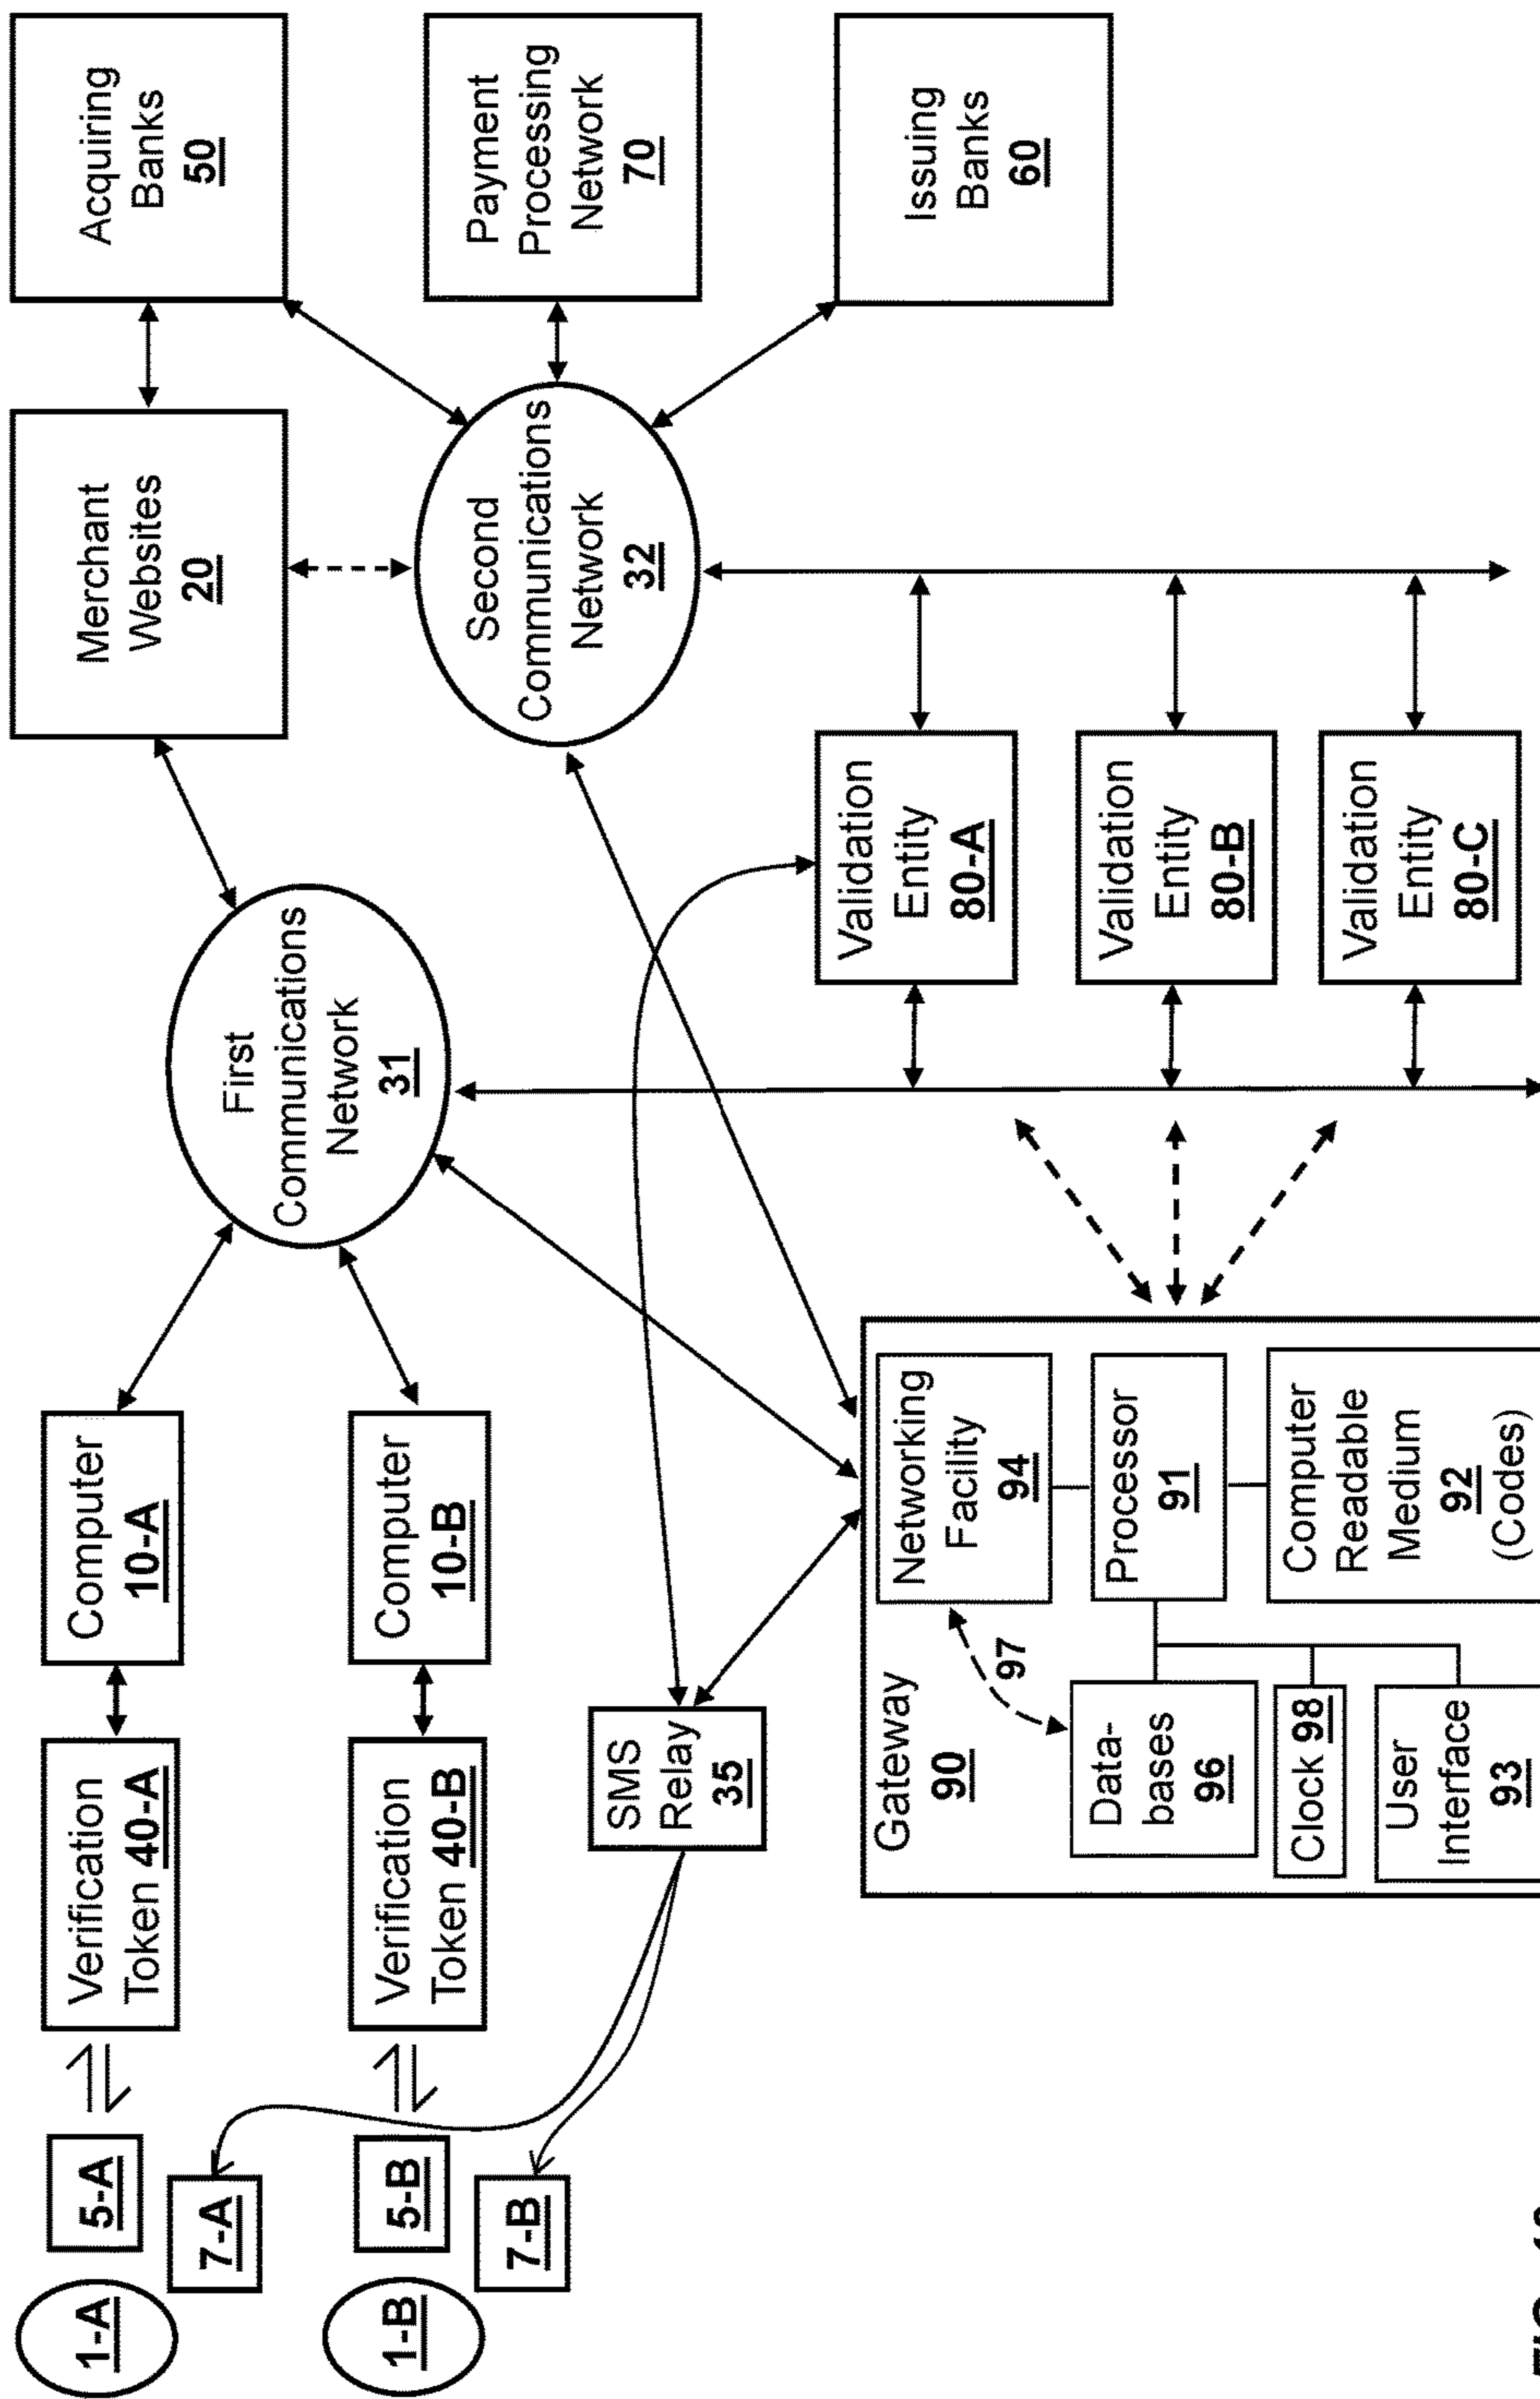 1-A
5-A
7-A
Verification
Token 40-A
Computer
10-A
1-B
5-B
7-B
Verification
Token 40-B
Computer
10-B
First
Communications
Network
31
Merchant
Websites
20
Acquiring
Banks
50
Second
Communications
Network
32
Payment
Processing
Network
70
Issuing
Banks
60
SMS
Relay
35
Validation
Entity
80-A
Validation
Entity
80-B
Validation
Entity
80-C
Gateway
90
97
Networking
Facility
94
Processor
91
Computer
Readable
Medium
92
(Codes)
Data-
bases
96
Clock 98
User
Interface
93